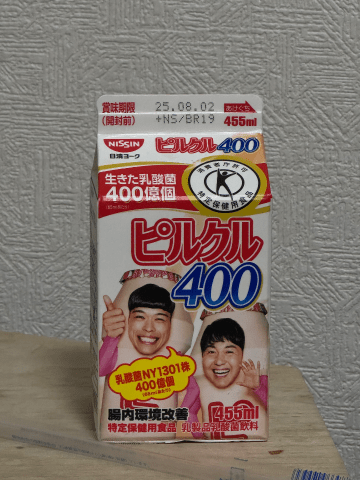 賞味期限
(開封前)
25.08.02
+NS/BR19
あけぐち
455ml
NISSIN
日清ヨーク
ピルクル400
生きた乳酸菌
400億個
消費者庁許可
特定保健用食品
ピルクル
400
乳酸菌NY1301株
400億個
腸内環境改善
455ml
特定保健用食品 乳製品乳酸菌飲料